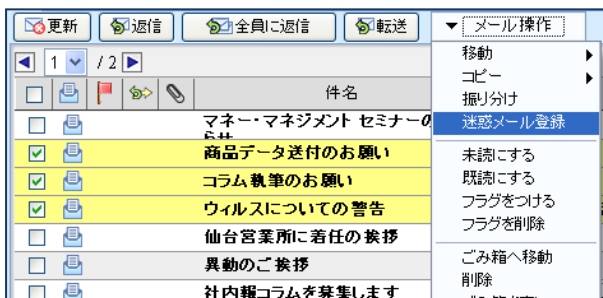 更新 返信 全員に返信 転送 ▼ メール操作
1 / 2
件名
マネー・マネジメント セミナーの
商品データ送付のお願い
コラム執筆のお願い
ウィルスについての警告
仙台営業所に着任の挨拶
異動のご挨拶
社内報コラムを募集します
移動
コピー
振り分け
迷惑メール登録
未読にする
既読にする
フラグをつける
フラグを削除
ごみ箱へ移動
削除